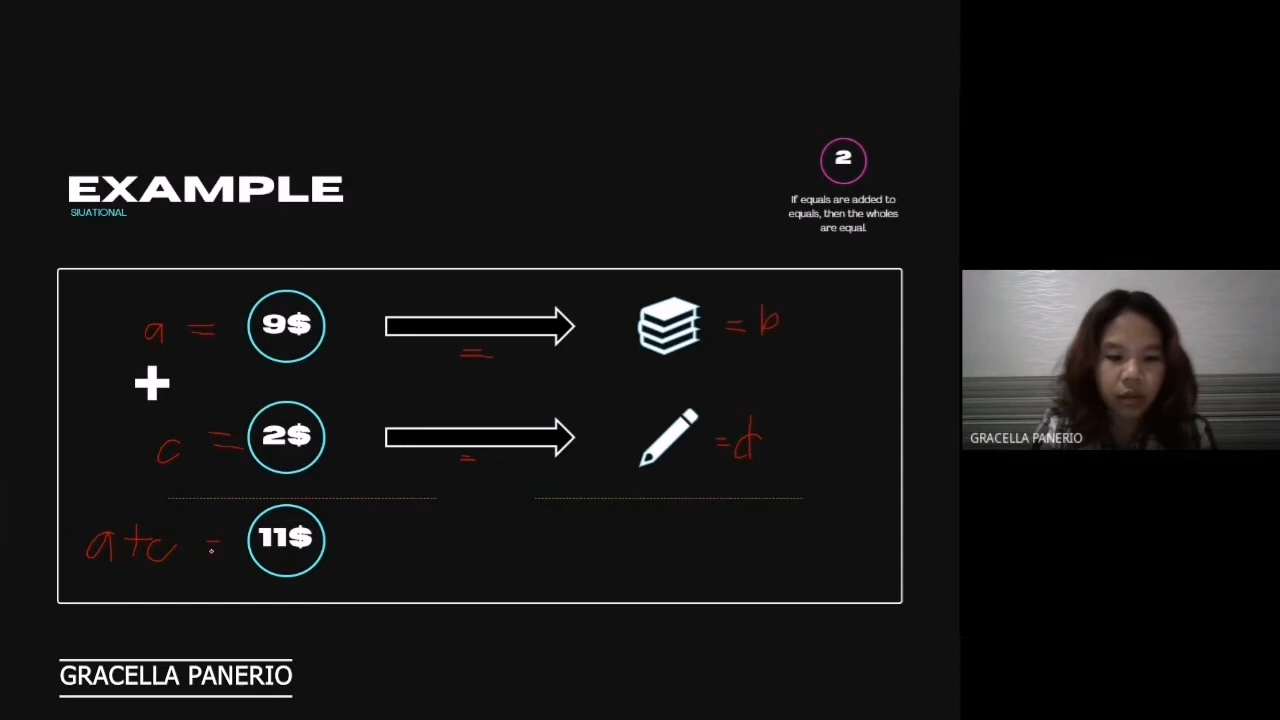 EXAMPLE
SIUATIONAL
2
If equals are added to
equals, then the wholes
are equal.
a = 9$ = = b
+
c = 2$ = = d
a+c = 11$
GRACELLA PANERIO
GRACELLA PANERIO